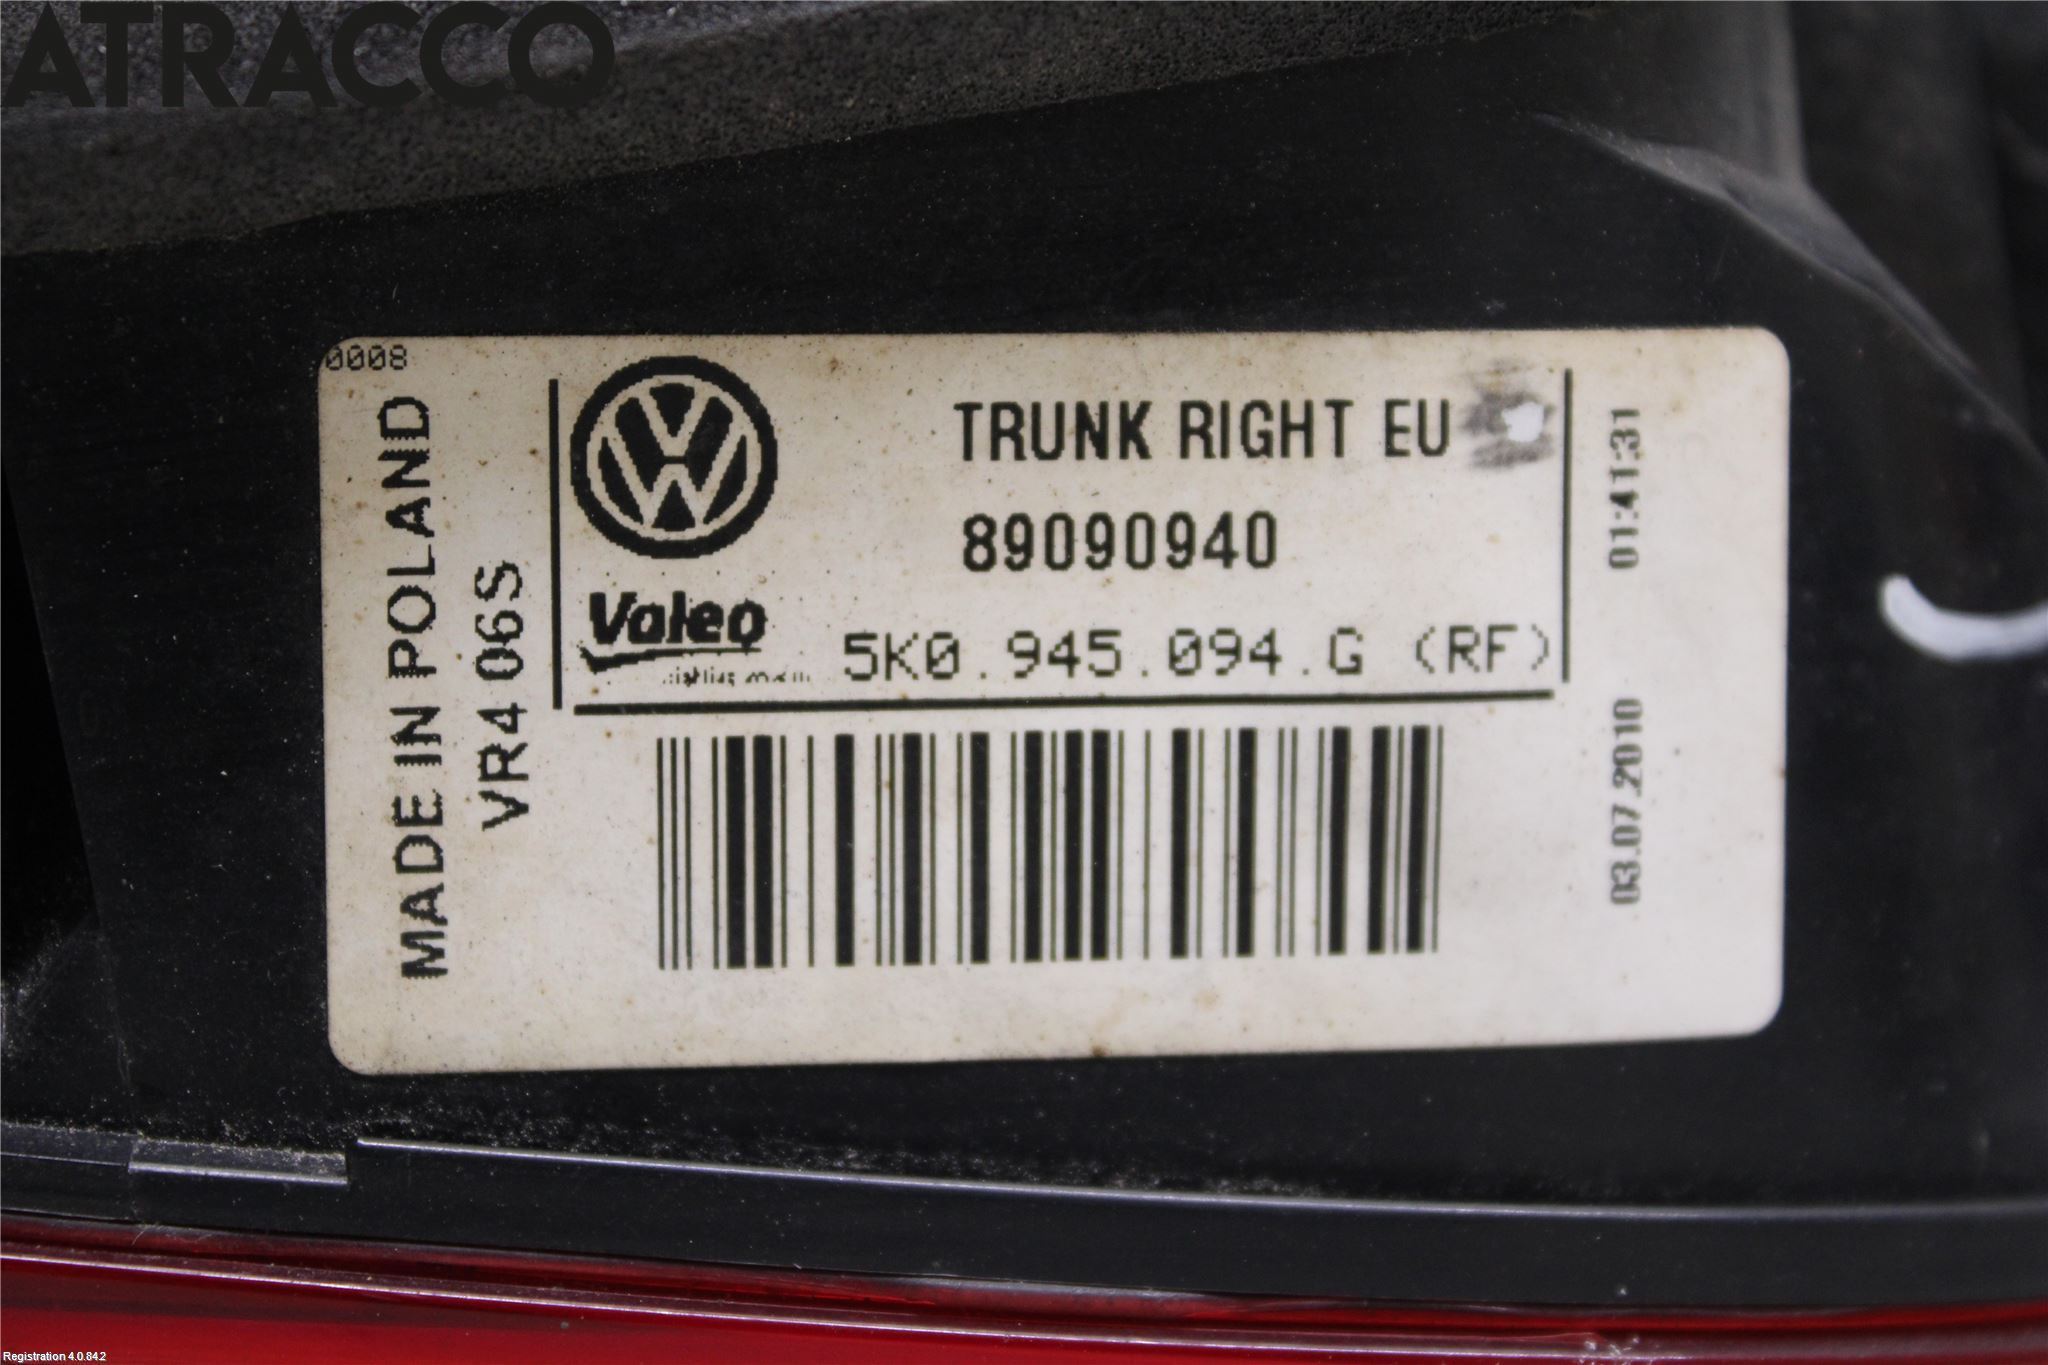 ATRACCO
0008
MADE IN POLAND
VR4 06S
TRUNK RIGHT EU
89090940
Valeo
5K0.945.094.G (RF)
01:41:31
03.07.2010
Registration 4.0.84.2